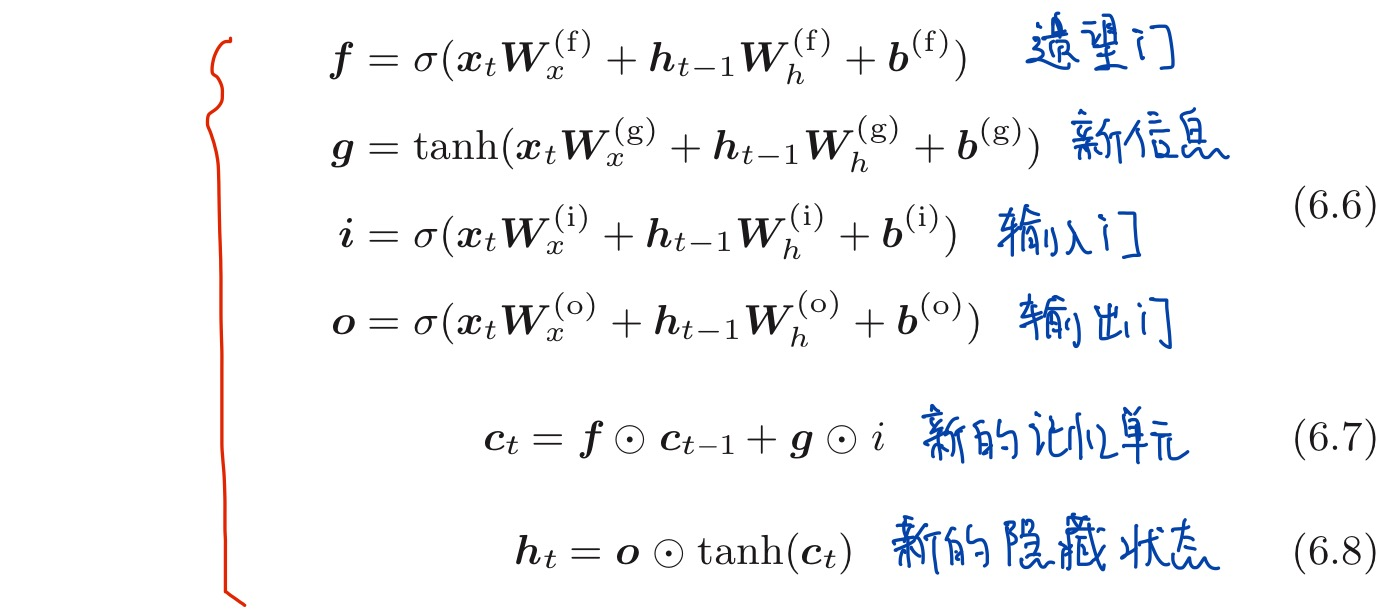 f = σ(x_t W_x^{(f)} + h_{t−1} W_h^{(f)} + b^{(f)}) 遗望门
g = tanh(x_t W_x^{(g)} + h_{t−1} W_h^{(g)} + b^{(g)}) 新信息
(6.6)
i = σ(x_t W_x^{(i)} + h_{t−1} W_h^{(i)} + b^{(i)}) 输入门
o = σ(x_t W_x^{(o)} + h_{t−1} W_h^{(o)} + b^{(o)}) 输出门
c_t = f ⊙ c_{t−1} + g ⊙ i 新的记忆单元 (6.7)
h_t = o ⊙ tanh(c_t) 新的隐藏状态 (6.8)